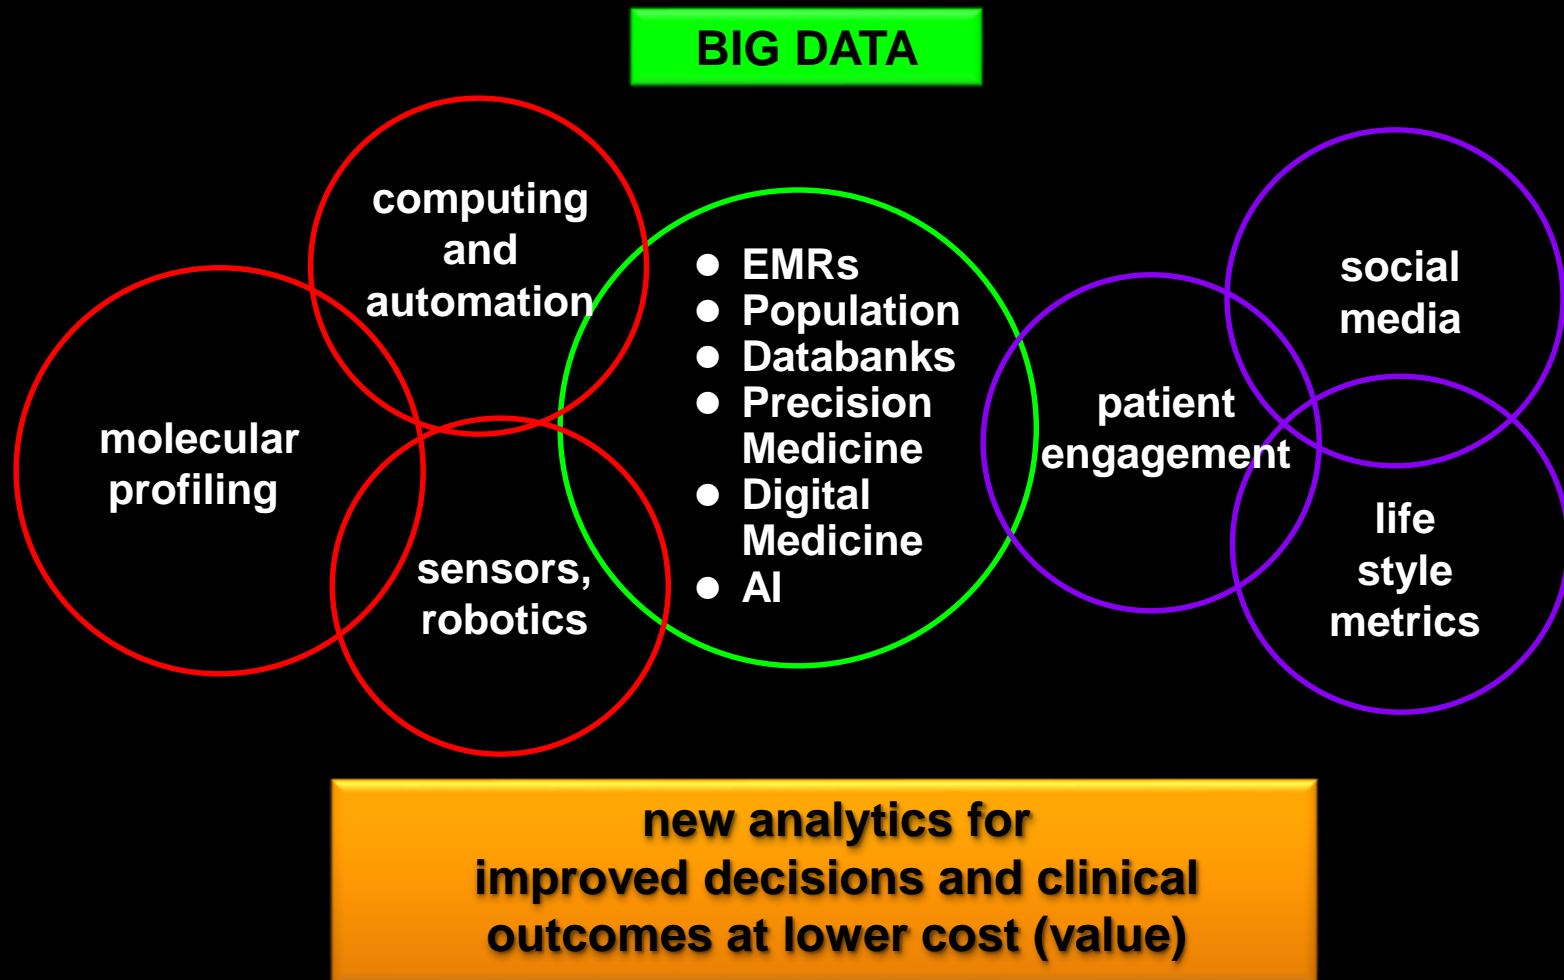 BIG DATA
computing
and
automation
molecular
profiling
sensors,
robotics
● EMRs
● Population
● Databanks
● Precision
Medicine
● Digital
Medicine
● AI
patient
engagement
social
media
life
style
metrics
new analytics for
improved decisions and clinical
outcomes at lower cost (value)